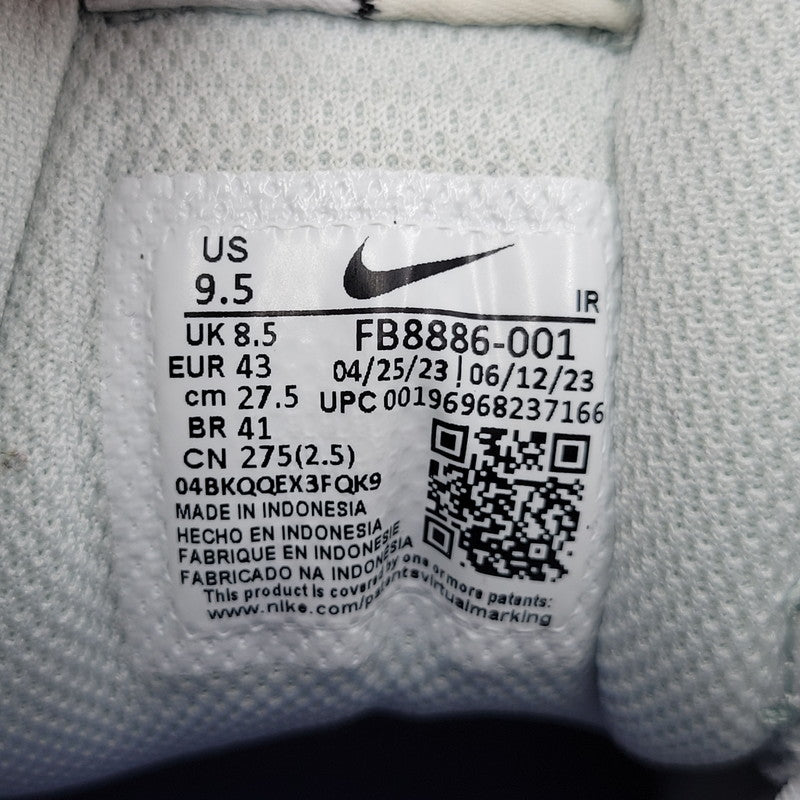 US
9.5
IR
UK 8.5
FB8886-001
EUR 43
04/25/23 | 06/12/23
cm 27.5
UPC 00196968237166
BR 41
CN 275(2.5)
04BKQQEX3FQK9
MADE IN INDONESIA
HECHO EN INDONESIA
FABRIQUE EN INDONESIE
FABRICADO NA INDONESIA
This product is covered by one or more patents:
www.nike.com/patentsvirtualmarking